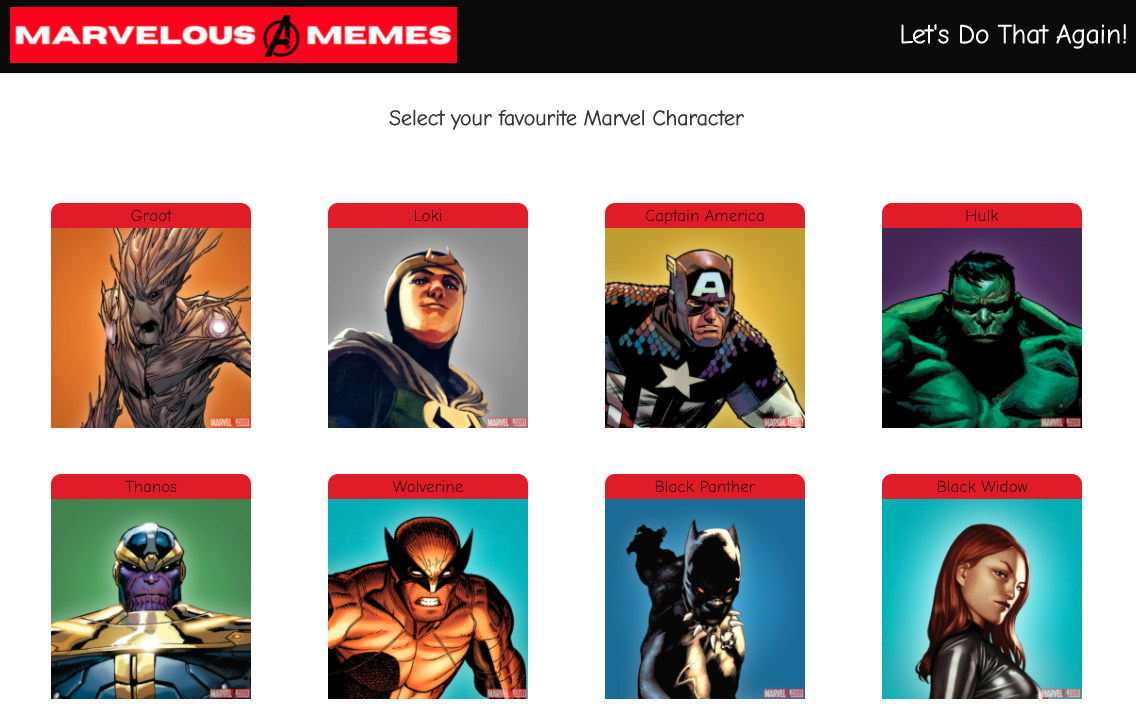 MARVELOUS MEMES
Let's Do That Again!
Select your favourite Marvel Character
Groot
Loki
Captain America
Hulk
MARVEL
MARVEL
MARVEL
MARVEL
Thanos
Wolverine
Black Panther
Black Widow
MARVEL
MARVEL
MARVEL
MARVEL